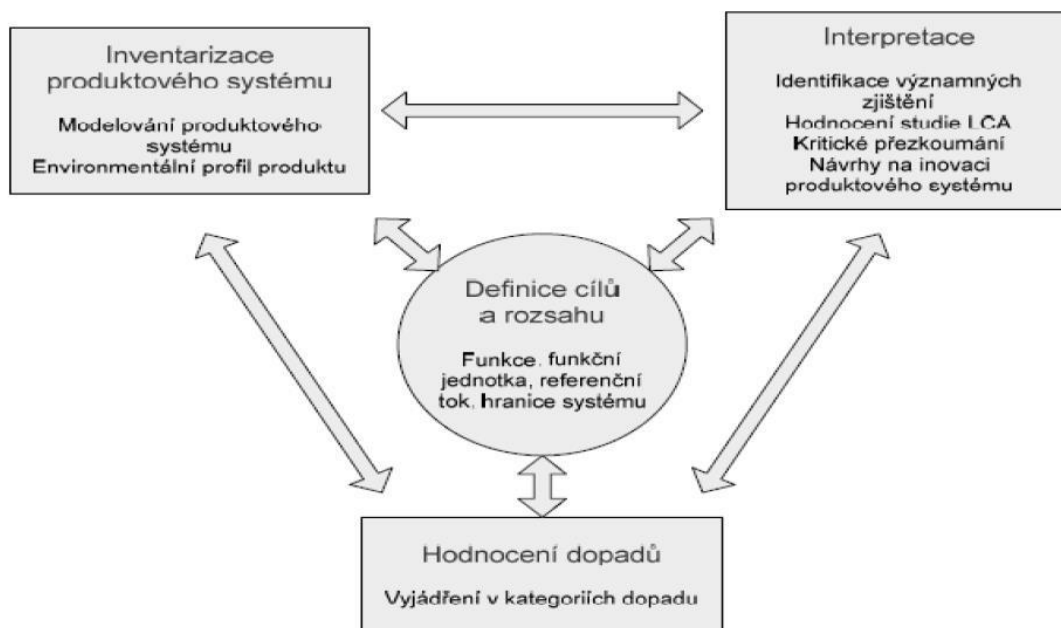 Inventarizace
produktového systému
Modelování produktového
systému
Environmentální profil produktu
Interpretace
Identifikace významných
zjištění
Hodnocení studie LCA
Kritické přezkoumání
Návrhy na inovaci
produktového systému
Definice cílů
a rozsahu
Funkce, funkční
jednotka, referenční
tok, hranice systému
Hodnocení dopadů
Vyjádření v kategoriích dopadu